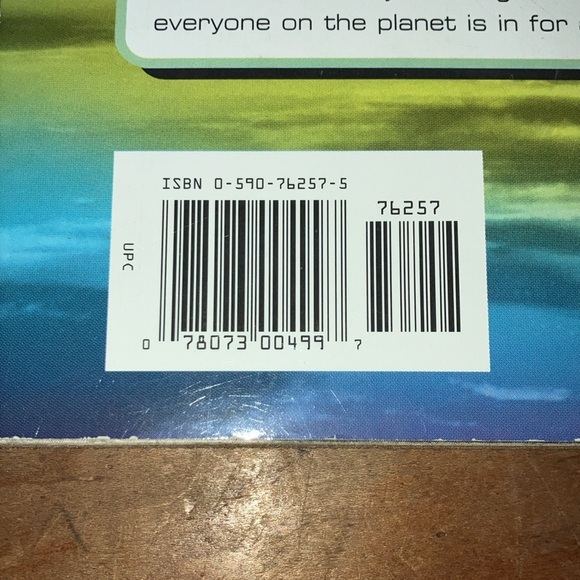 everyone on the planet is in for
ISBN 0-590-76257-5
76257
UPC
0 78073 00499 7